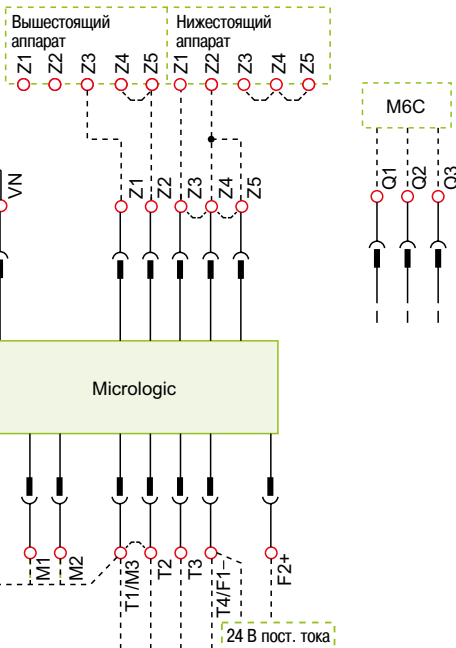 Вышестоящий
аппарат
Нижестоящий
аппарат
Z1 Z2 Z3 Z4 Z5 Z1 Z2 Z3 Z4 Z5
M6C
VN
Z1 Z2 Z3 Z4 Z5
Q1 Q2 Q3
Micrologic
M1 M2 T1/M3 T2 T3 T4/F1– F2+
24 В пост. тока